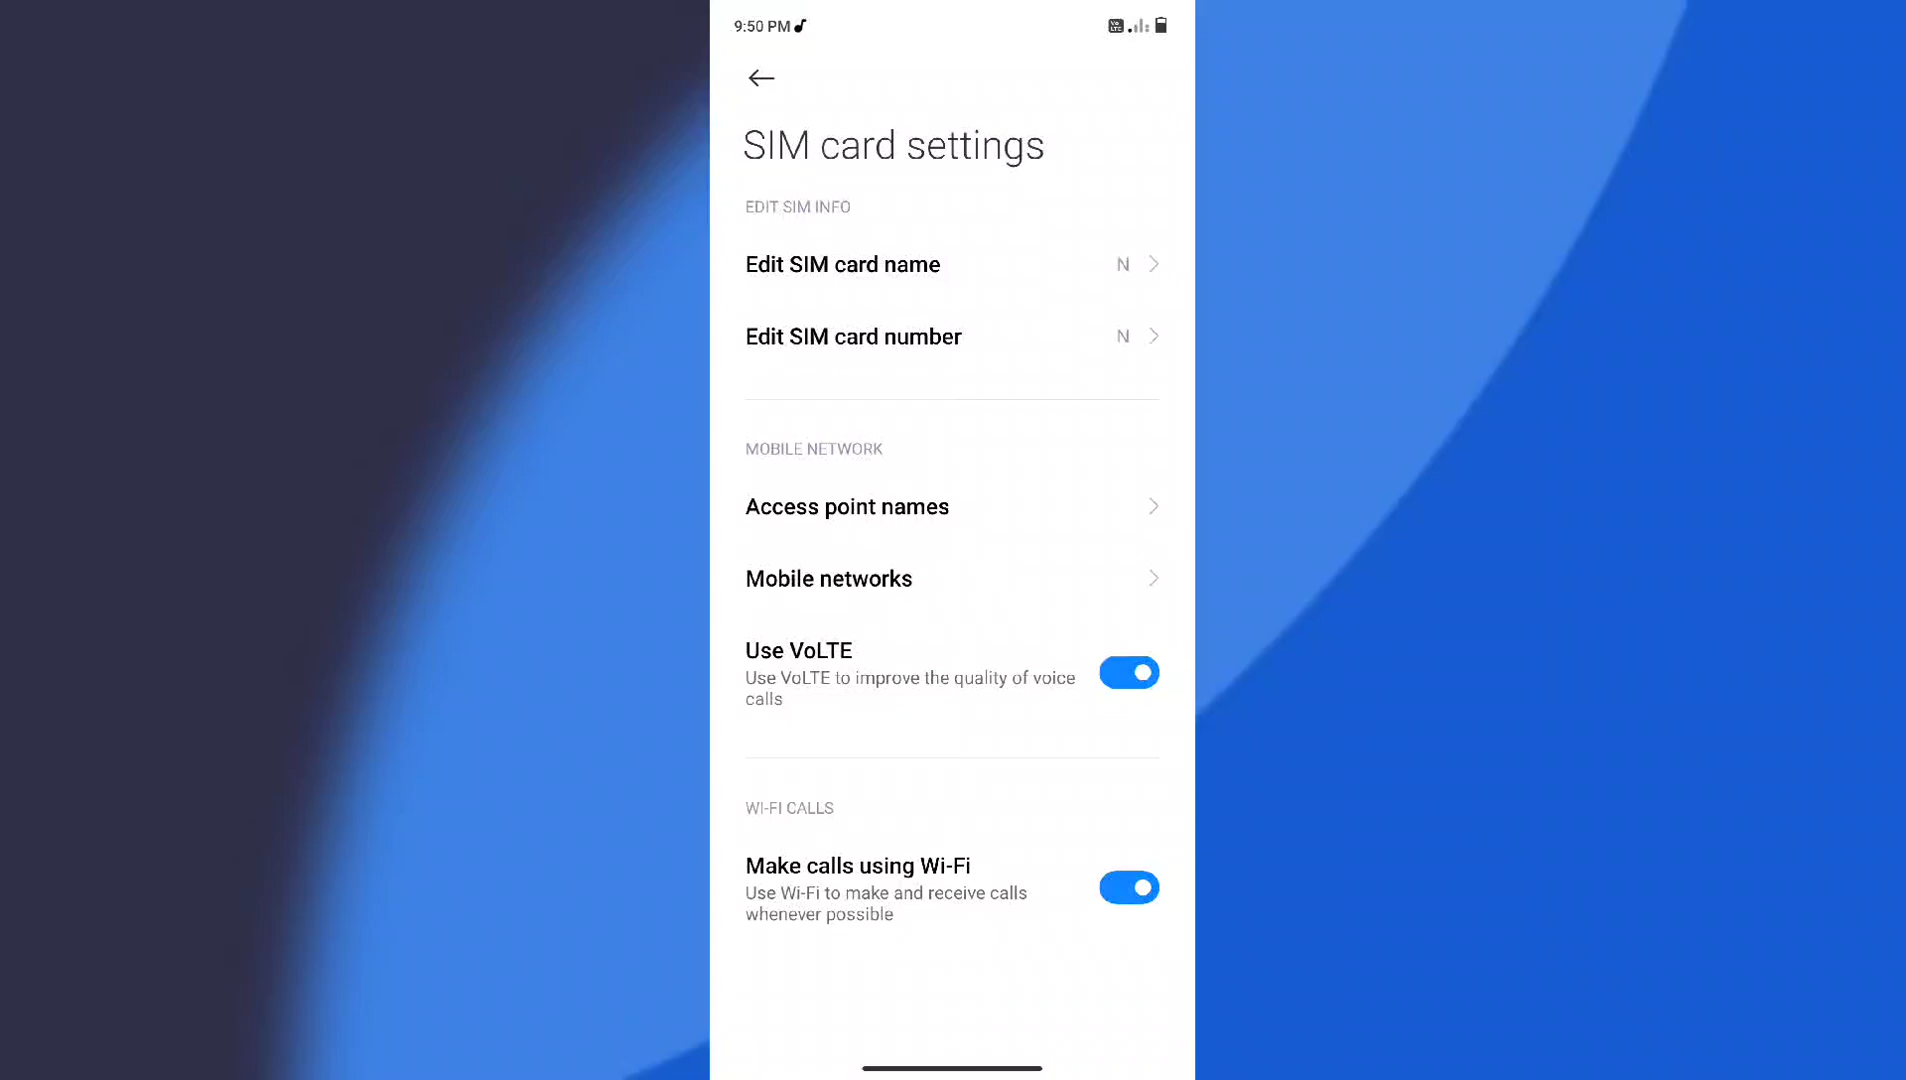 9:50 PM
Vo LTE
SIM card settings
EDIT SIM INFO
Edit SIM card name N
Edit SIM card number N
MOBILE NETWORK
Access point names
Mobile networks
Use VoLTE
Use VoLTE to improve the quality of voice
calls
WI-FI CALLS
Make calls using Wi-Fi
Use Wi-Fi to make and receive calls
whenever possible